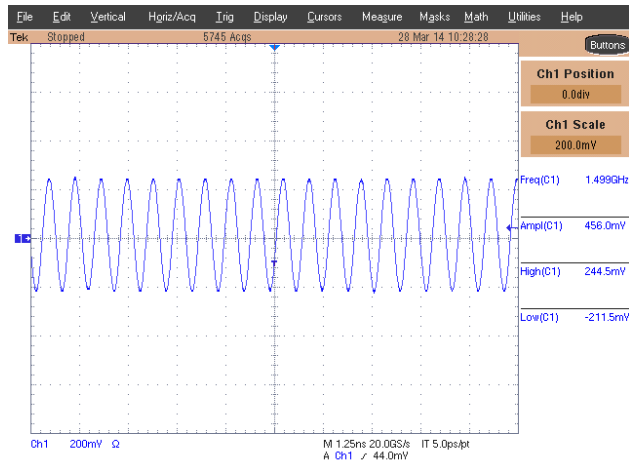 File Edit Vertical Horiz/Acq Trig Display Cursors Measure Masks Math Utilities Help
Tek Stopped 5745 Acqs 28 Mar 14 10:28:28
Buttons
Ch1 Position
0.0div
Ch1 Scale
200.0mV
Freq(C1) 1.499GHz
Ampl(C1) 456.0mV
High(C1) 244.5mV
Low(C1) -211.5mV
1
T
Ch1 200mV Ω M 1.25ns 20.0GS/s IT 5.0ps/pt
A Ch1 ∕ 44.0mV